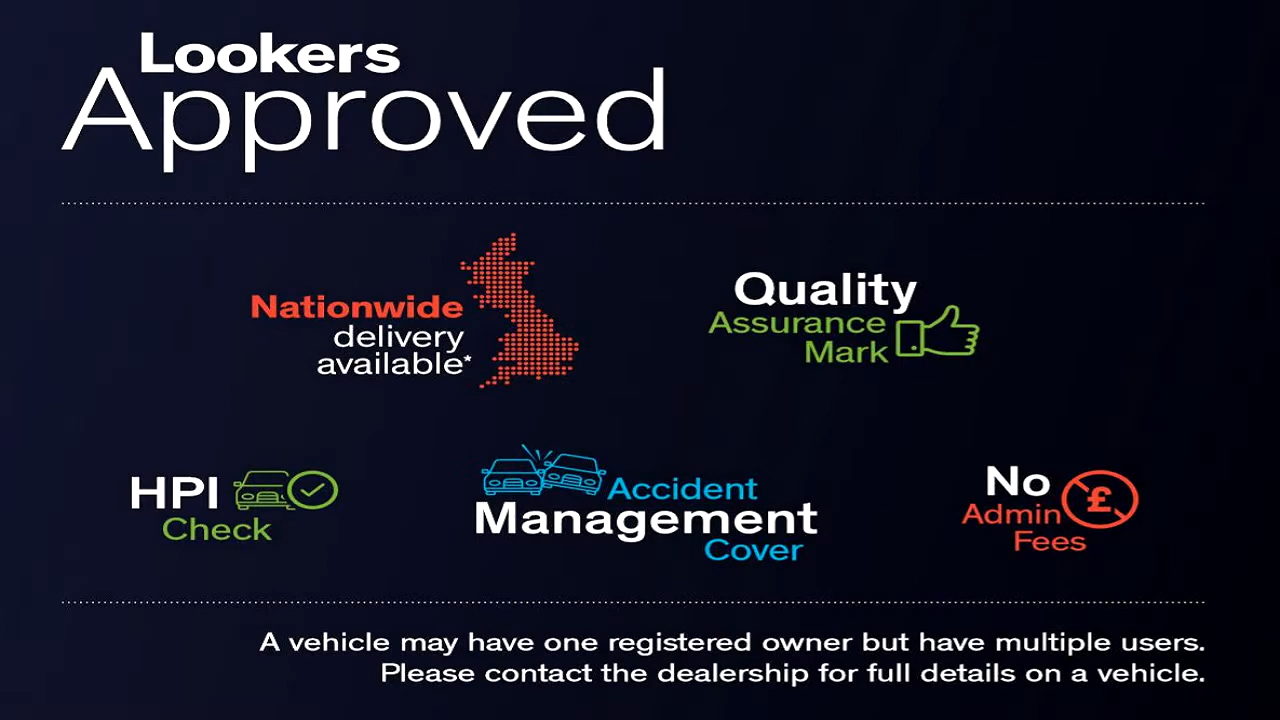 Lookers
Approved
Nationwide
delivery
available*
Quality
Assurance
Mark
HPI
Check
Accident
Management
Cover
No
Admin
£
Fees
A vehicle may have one registered owner but have multiple users.
Please contact the dealership for full details on a vehicle.